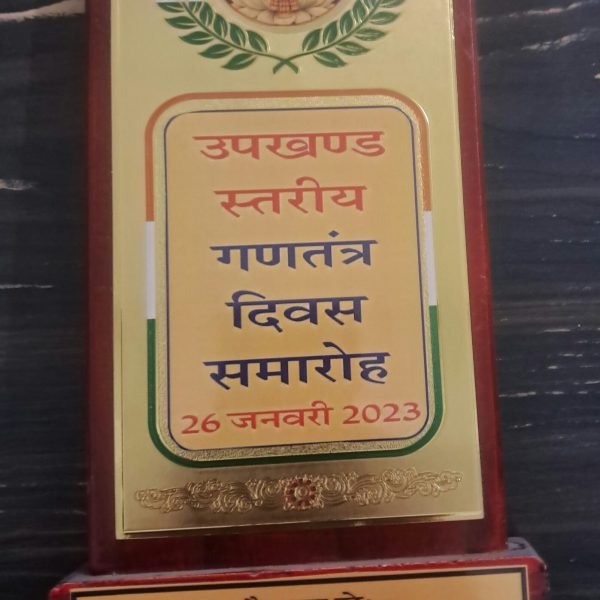 उपखण्ड
स्तरीय
गणतंत्र
दिवस
समारोह
26 जनवरी 2023